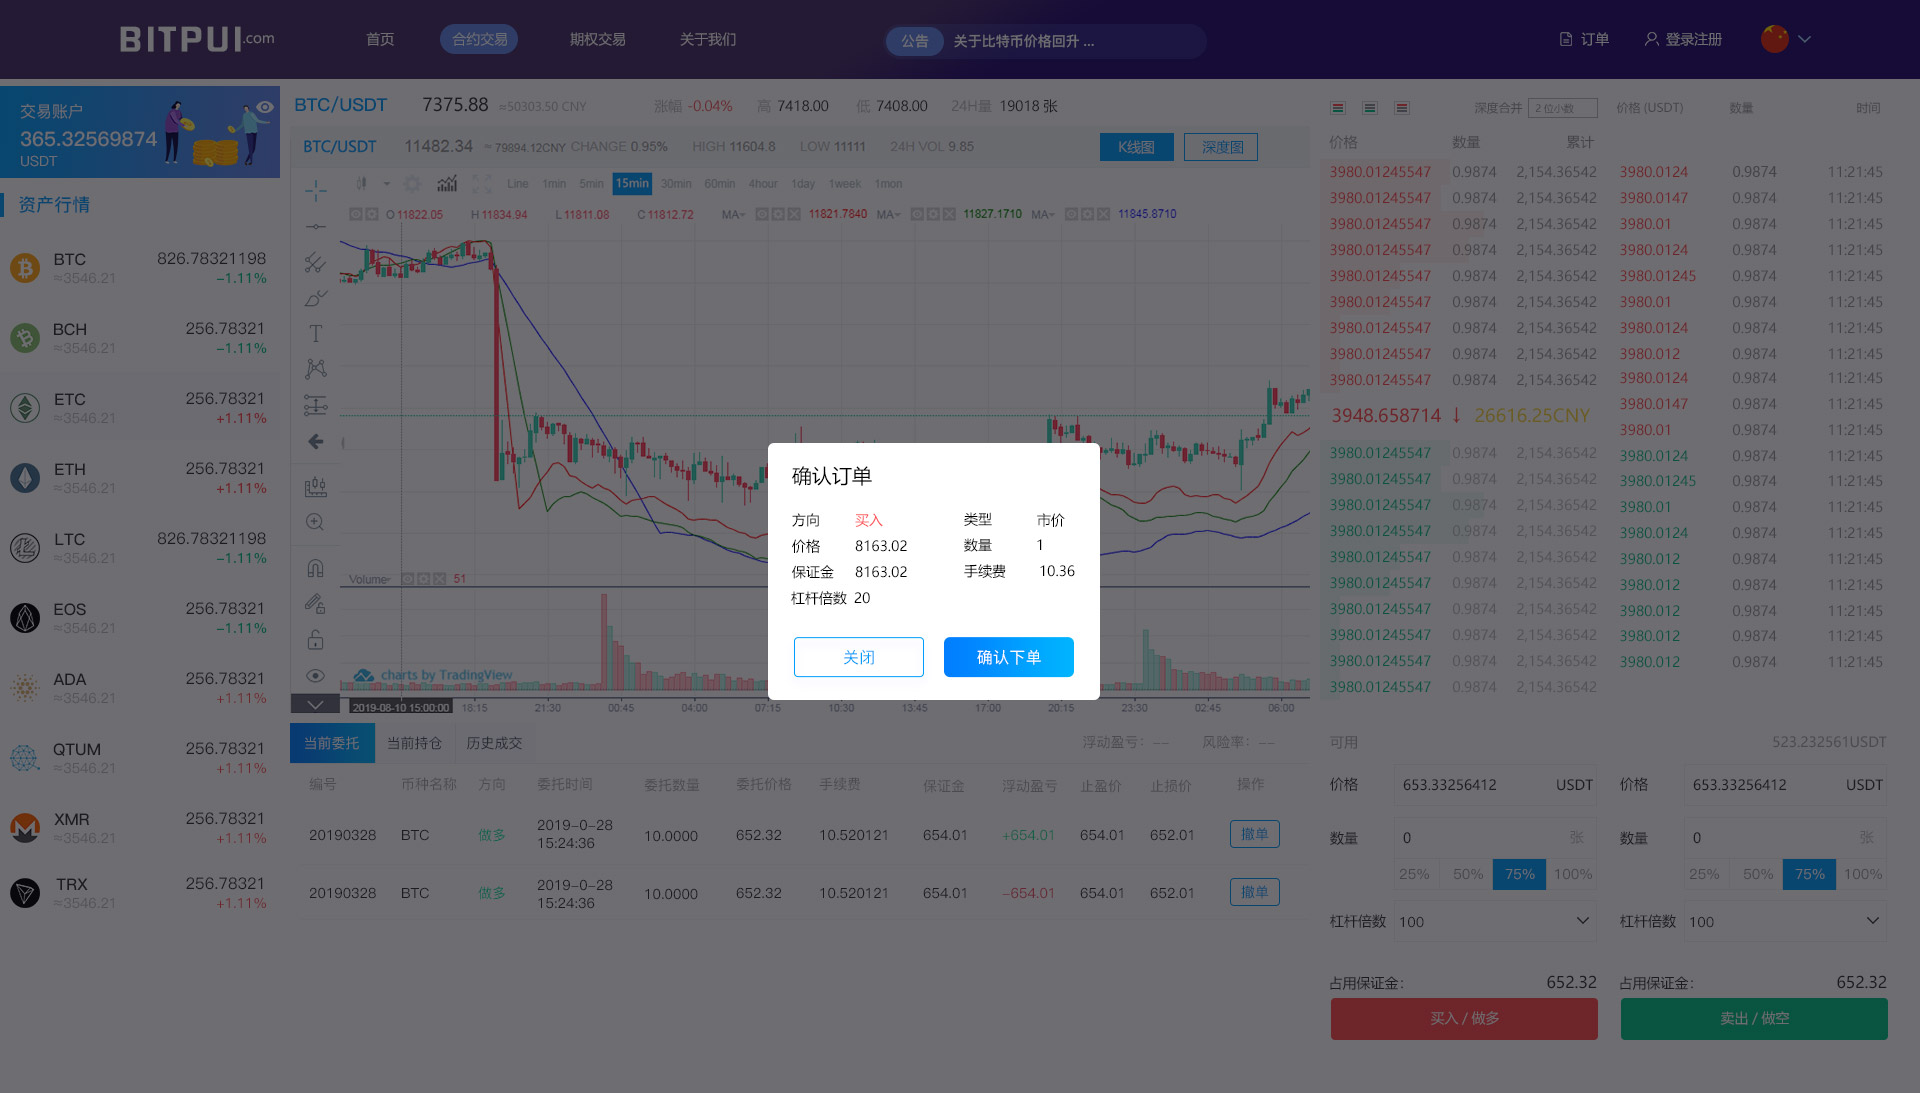 BITPUI.com
首页 合约交易 期权交易 关于我们
公告 关于比特币价格回升 ...
订单 登录注册
交易账户
365.32569874
USDT
资产行情
BTC 826.78321198
≈3546.21 −1.11%
BCH 256.78321
≈3546.21 −1.11%
ETC 256.78321
≈3546.21 +1.11%
ETH 256.78321
≈3546.21 +1.11%
LTC 826.78321198
≈3546.21 −1.11%
EOS 256.78321
≈3546.21 −1.11%
ADA 256.78321
≈3546.21 +1.11%
QTUM 256.78321
≈3546.21 +1.11%
XMR 256.78321
≈3546.21 +1.11%
TRX 256.78321
≈3546.21 +1.11%
BTC/USDT 7375.88 ≈50303.50 CNY 涨幅 -0.04% 高 7418.00 低 7408.00 24H量 19018 张
BTC/USDT 11482.34 ≈ 79894.12CNY CHANGE 0.95% HIGH 11604.8 LOW 11111 24H VOL 9.85 K线图 深度图
Line 1min 5min 15min 30min 60min 4hour 1day 1week 1mon
O 11822.05 H 11834.94 L 11811.08 C 11812.72 MA 11821.7840 MA 11827.1710 MA 11845.8710
Volume 51
charts by TradingView
2019-08-10 15:00:00 18:15 21:30 00:45 04:00 07:15 10:30 13:45 17:00 20:15 23:30 02:45 06:00
确认订单
方向 买入 类型 市价
价格 8163.02 数量 1
保证金 8163.02 手续费 10.36
杠杆倍数 20
关闭 确认下单
当前委托 当前持仓 历史成交 浮动盈亏：−− 风险率：−−
编号 币种名称 方向 委托时间 委托数量 委托价格 手续费 保证金 浮动盈亏 止盈价 止损价 操作
20190328 BTC 做多 2019-0-28 15:24:36 10.0000 652.32 10.520121 654.01 +654.01 654.01 652.01 撤单
20190328 BTC 做多 2019-0-28 15:24:36 10.0000 652.32 10.520121 654.01 −654.01 654.01 652.01 撤单
深度合并 2 位小数
价格 数量 累计
3980.01245547 0.9874 2,154.36542
3980.01245547 0.9874 2,154.36542
3980.01245547 0.9874 2,154.36542
3980.01245547 0.9874 2,154.36542
3980.01245547 0.9874 2,154.36542
3980.01245547 0.9874 2,154.36542
3980.01245547 0.9874 2,154.36542
3980.01245547 0.9874 2,154.36542
3980.01245547 0.9874 2,154.36542
3948.658714 ↓ 26616.25CNY
3980.01245547 0.9874 2,154.36542
3980.01245547 0.9874 2,154.36542
3980.01245547 0.9874 2,154.36542
3980.01245547 0.9874 2,154.36542
3980.01245547 0.9874 2,154.36542
3980.01245547 0.9874 2,154.36542
3980.01245547 0.9874 2,154.36542
3980.01245547 0.9874 2,154.36542
3980.01245547 0.9874 2,154.36542
3980.01245547 0.9874 2,154.36542
价格 (USDT) 数量 时间
3980.0124 0.9874 11:21:45
3980.0147 0.9874 11:21:45
3980.01 0.9874 11:21:45
3980.0124 0.9874 11:21:45
3980.01245 0.9874 11:21:45
3980.01 0.9874 11:21:45
3980.0124 0.9874 11:21:45
3980.012 0.9874 11:21:45
3980.0124 0.9874 11:21:45
3980.0147 0.9874 11:21:45
3980.01 0.9874 11:21:45
3980.0124 0.9874 11:21:45
3980.01245 0.9874 11:21:45
3980.01 0.9874 11:21:45
3980.0124 0.9874 11:21:45
3980.012 0.9874 11:21:45
3980.012 0.9874 11:21:45
3980.012 0.9874 11:21:45
3980.012 0.9874 11:21:45
3980.012 0.9874 11:21:45
可用 523.232561USDT
价格 653.33256412 USDT
数量 0 张
25% 50% 75% 100%
杠杆倍数 100
占用保证金： 652.32
买入 / 做多
价格 653.33256412 USDT
数量 0 张
25% 50% 75% 100%
杠杆倍数 100
占用保证金： 652.32
卖出 / 做空